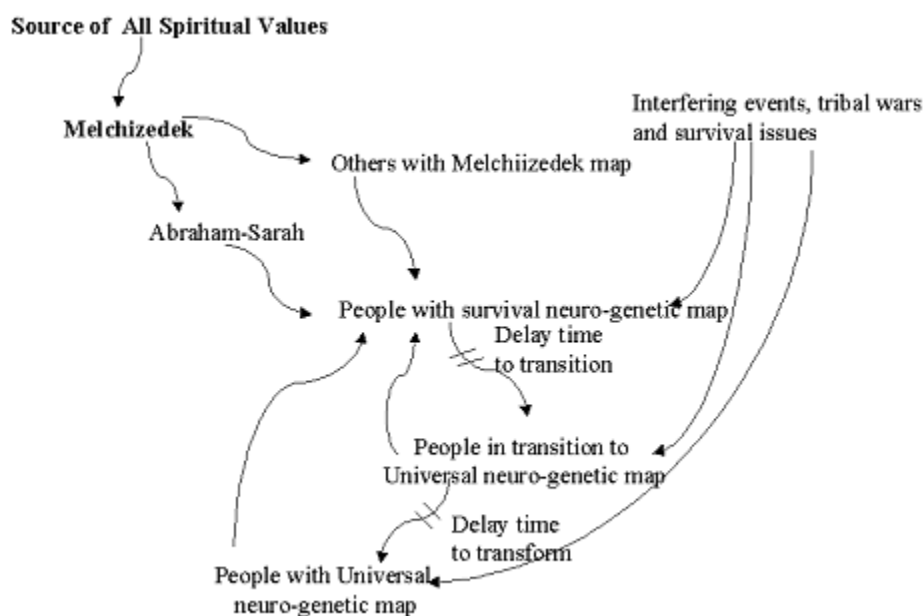 Source of All Spiritual Values
Interfering events, tribal wars
and survival issues
Melchizedek
Others with Melchiizedek map
Abraham-Sarah
People with survival neuro-genetic map
Delay time
to transition
People in transition to
Universal neuro-genetic map
Delay time
to transform
People with Universal
neuro-genetic map